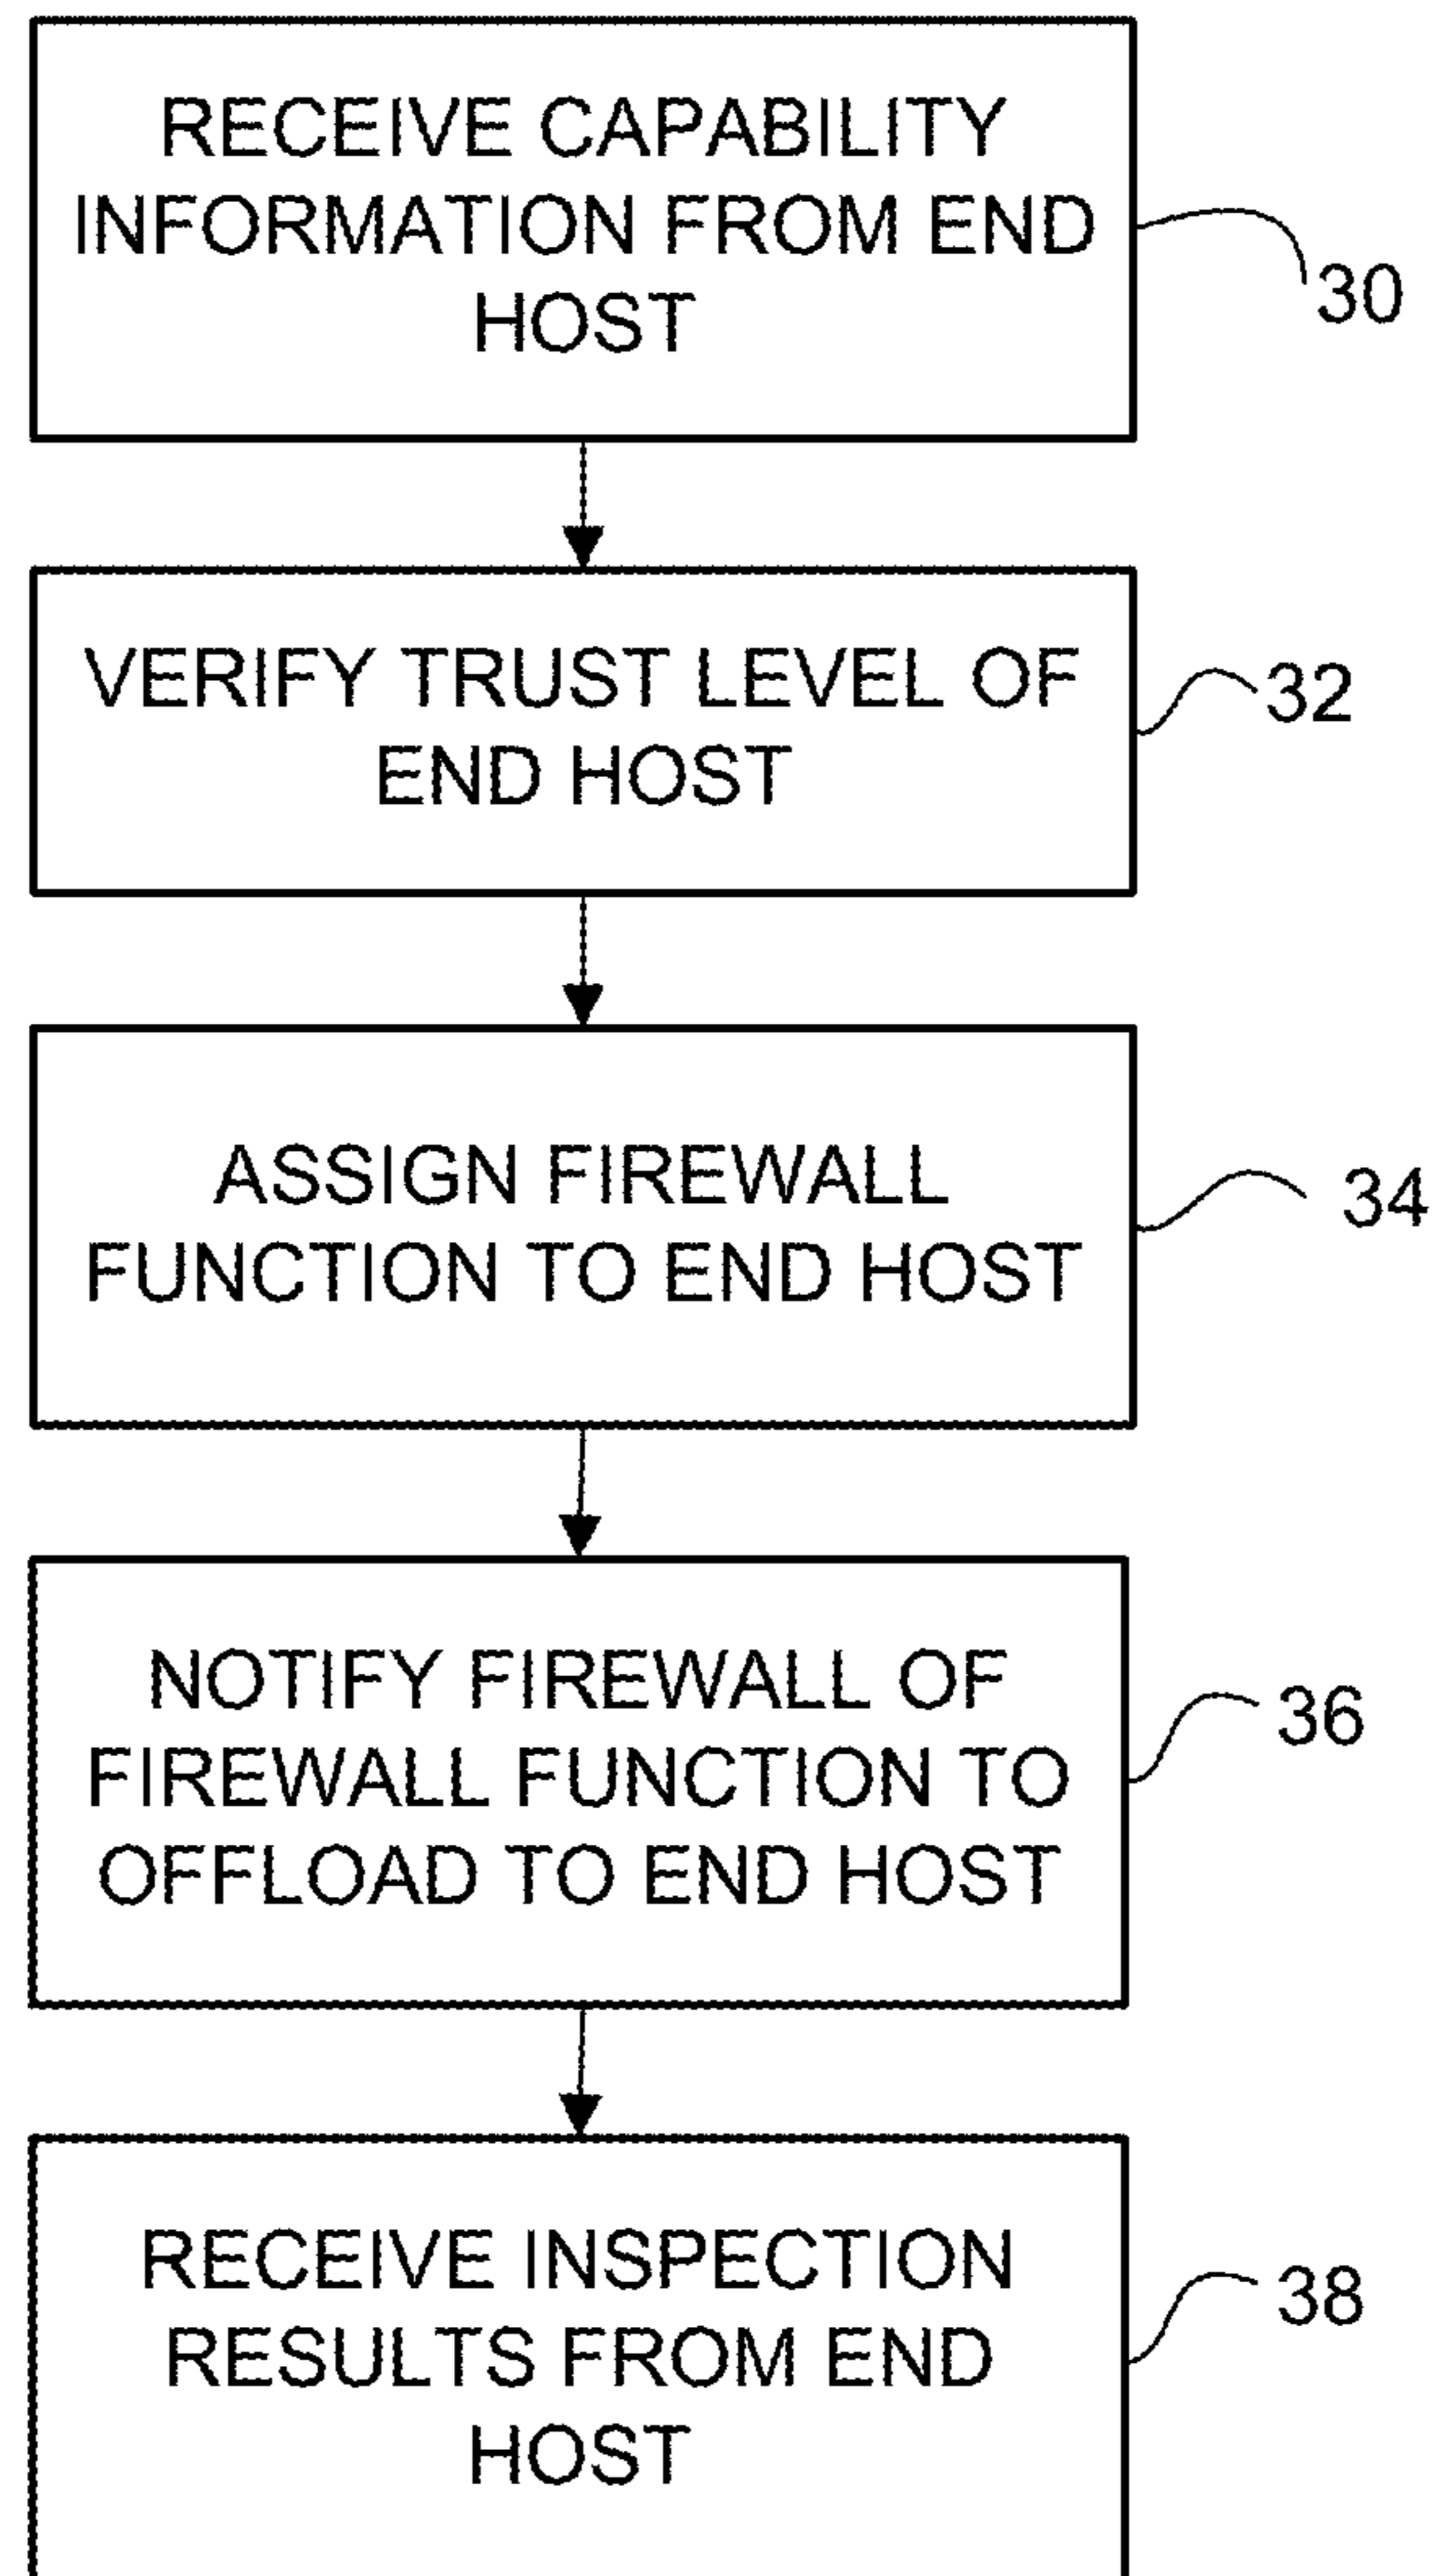 RECEIVE CAPABILITY
INFORMATION FROM END
HOST
30
VERIFY TRUST LEVEL OF
END HOST
32
ASSIGN FIREWALL
FUNCTION TO END HOST
34
NOTIFY FIREWALL OF
FIREWALL FUNCTION TO
OFFLOAD TO END HOST
36
RECEIVE INSPECTION
RESULTS FROM END
HOST
38